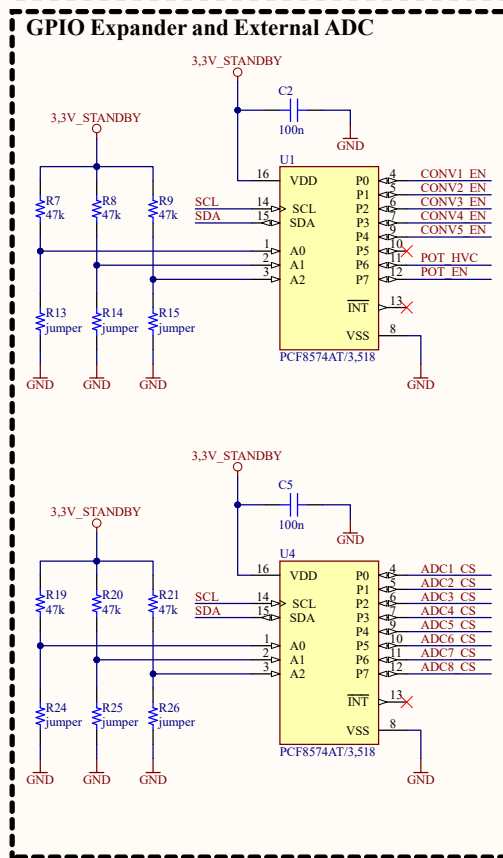 GPIO Expander and External ADC
3,3V_STANDBY
C2
100n
GND
3,3V_STANDBY
U1
R7
47k
R8
47k
R9
47k
SCL
SDA
16
14
15
1
2
3
VDD
SCL
SDA
A0
A1
A2
P0
P1
P2
P3
P4
P5
P6
P7
INT
VSS
4
5
6
7
9
10
11
12
13
8
CONV1_EN
CONV2_EN
CONV3_EN
CONV4_EN
CONV5_EN
POT_HVC
POT_EN
R13
jumper
R14
jumper
R15
jumper
PCF8574AT/3,518
GND
GND
GND
GND
3,3V_STANDBY
C5
100n
GND
3,3V_STANDBY
U4
R19
47k
R20
47k
R21
47k
SCL
SDA
16
14
15
1
2
3
VDD
SCL
SDA
A0
A1
A2
P0
P1
P2
P3
P4
P5
P6
P7
INT
VSS
4
5
6
7
9
10
11
12
13
8
ADC1_CS
ADC2_CS
ADC3_CS
ADC4_CS
ADC5_CS
ADC6_CS
ADC7_CS
ADC8_CS
R24
jumper
R25
jumper
R26
jumper
PCF8574AT/3,518
GND
GND
GND
GND